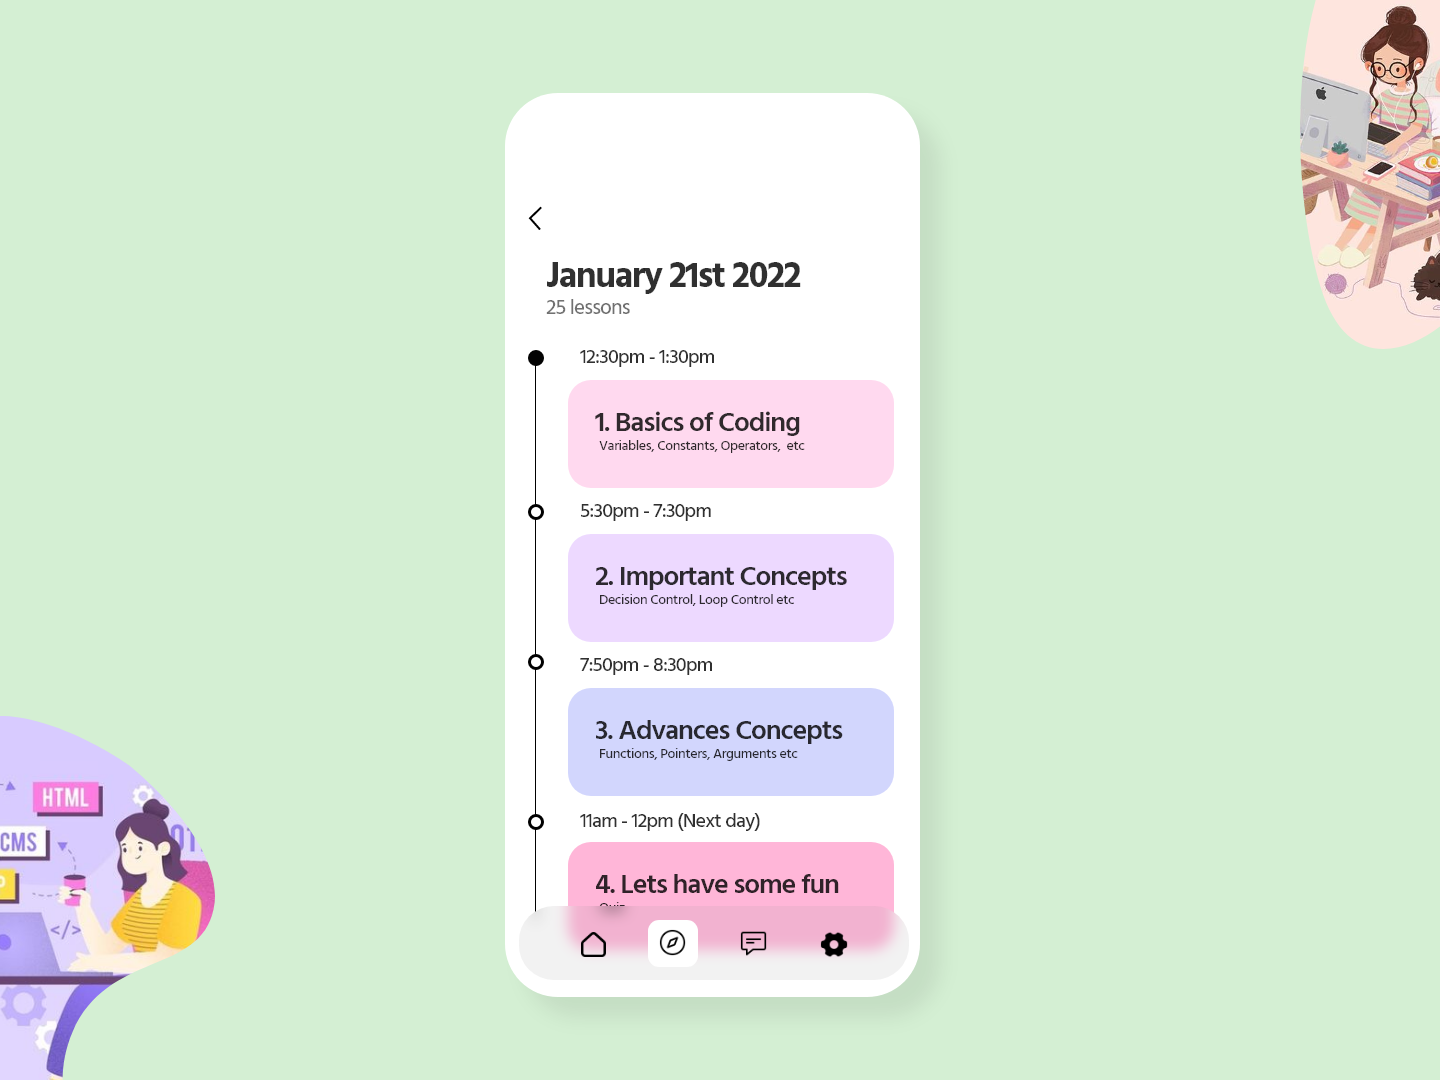 January 21st 2022
25 lessons
12:30pm - 1:30pm
1. Basics of Coding
Variables, Constants, Operators, etc
5:30pm - 7:30pm
2. Important Concepts
Decision Control, Loop Control etc
7:50pm - 8:30pm
3. Advances Concepts
Functions, Pointers, Arguments etc
11am - 12pm (Next day)
4. Lets have some fun
HTML
CMS
</>